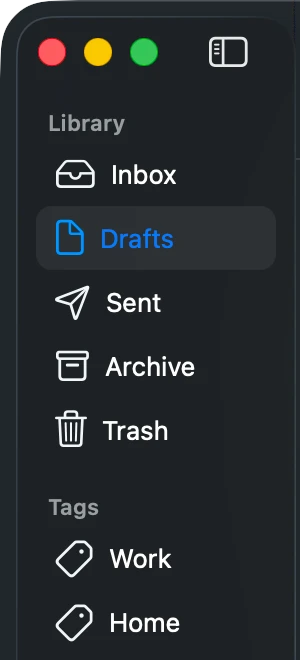 Library
Inbox
Drafts
Sent
Archive
Trash
Tags
Work
Home